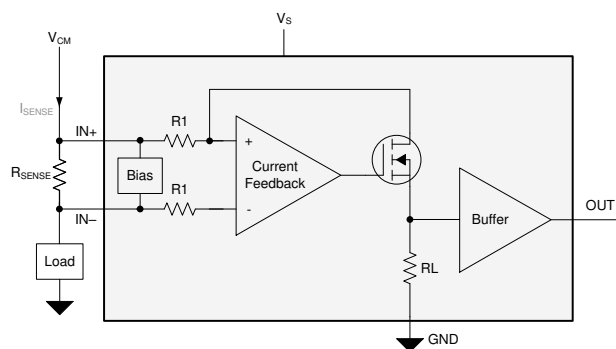 VS
VCM
ISENSE
IN+
R1
RSENSE
Bias
+
Current
Feedback
R1
-
IN–
Load
Buffer
OUT
RL
GND